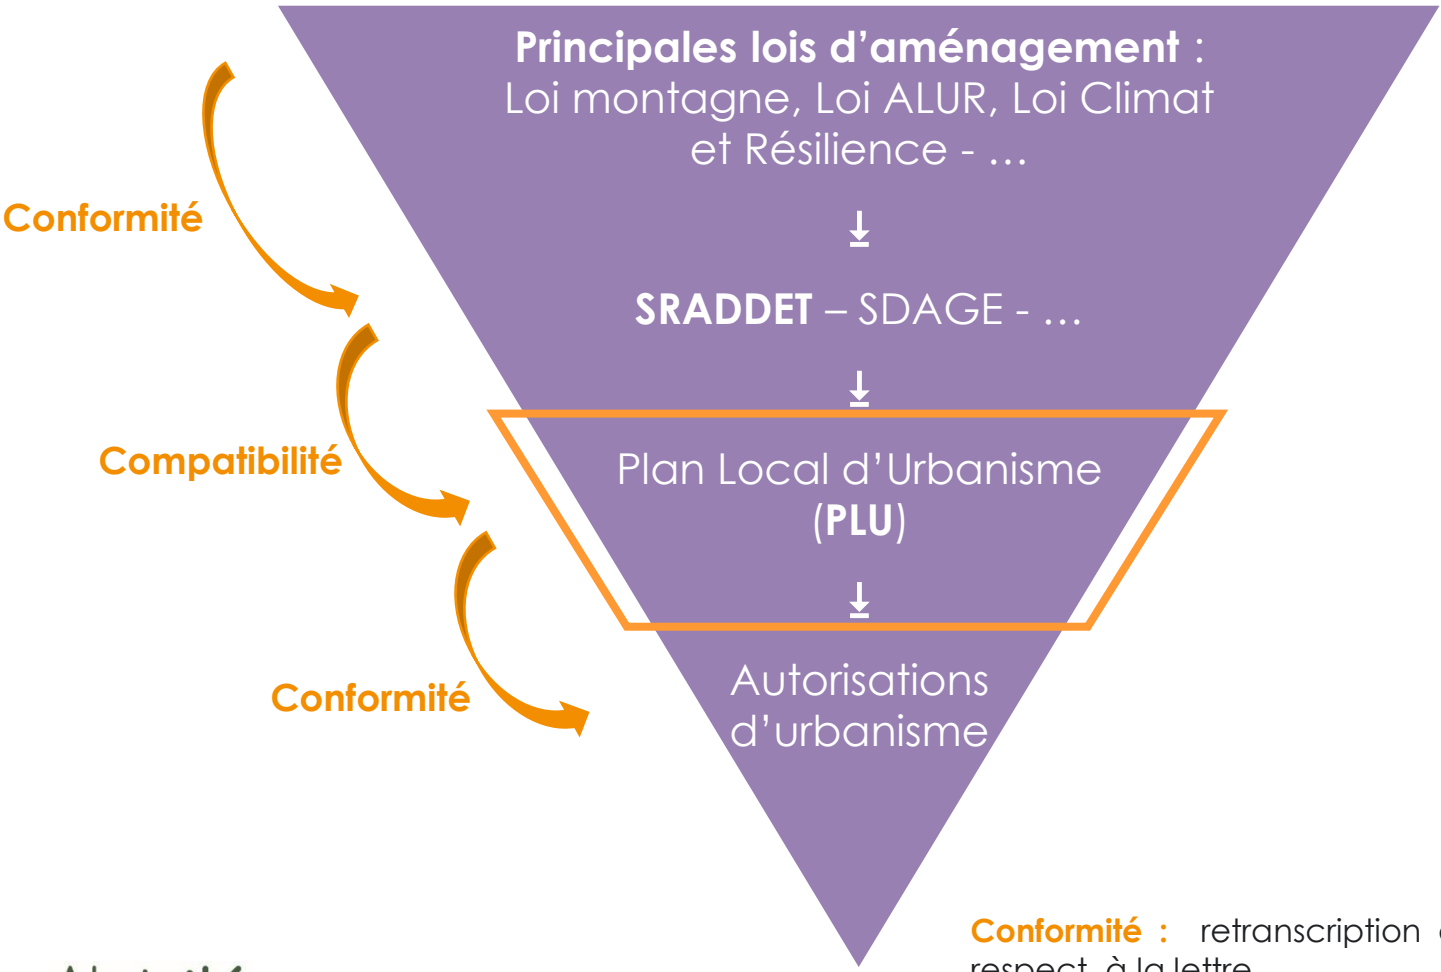 Principales lois d’aménagement :
Loi montagne, Loi ALUR, Loi Climat
et Résilience - …
Conformité
SRADDET – SDAGE - …
Compatibilité
Plan Local d’Urbanisme
(PLU)
Conformité
Autorisations
d’urbanisme
Conformité : retranscription
respect à la lettre